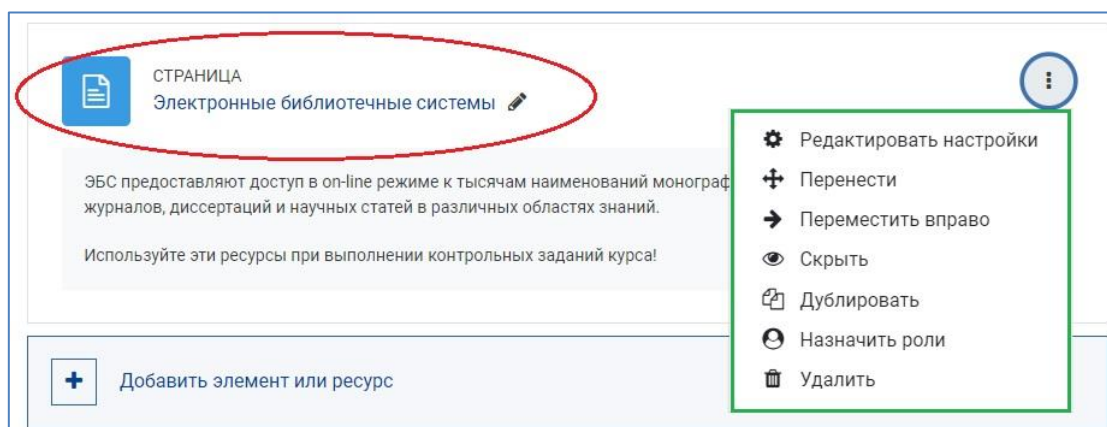 СТРАНИЦА
Электронные библиотечные системы
ЭБС предоставляют доступ в on-line режиме к тысячам наименований
журналов, диссертаций и научных статей в различных областях знаний.
Используйте эти ресурсы при выполнении контрольных заданий курса!
Редактировать настройки
Перенести
Переместить вправо
Скрыть
Дублировать
Назначить роли
Удалить
Добавить элемент или ресурс